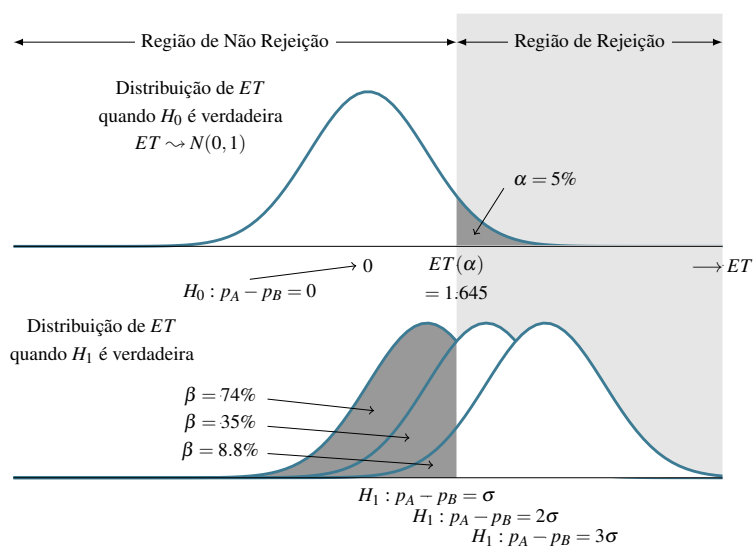 Região de Não Rejeição
Região de Rejeição
Distribuição de ET
quando H₀ é verdadeira
ET ⇝ N(0,1)
α = 5%
0
ET(α)
= 1.645
→ ET
H₀ : p_A − p_B = 0
Distribuição de ET
quando H₁ é verdadeira
β = 74%
β = 35%
β = 8.8%
H₁ : p_A − p_B = σ
H₁ : p_A − p_B = 2σ
H₁ : p_A − p_B = 3σ